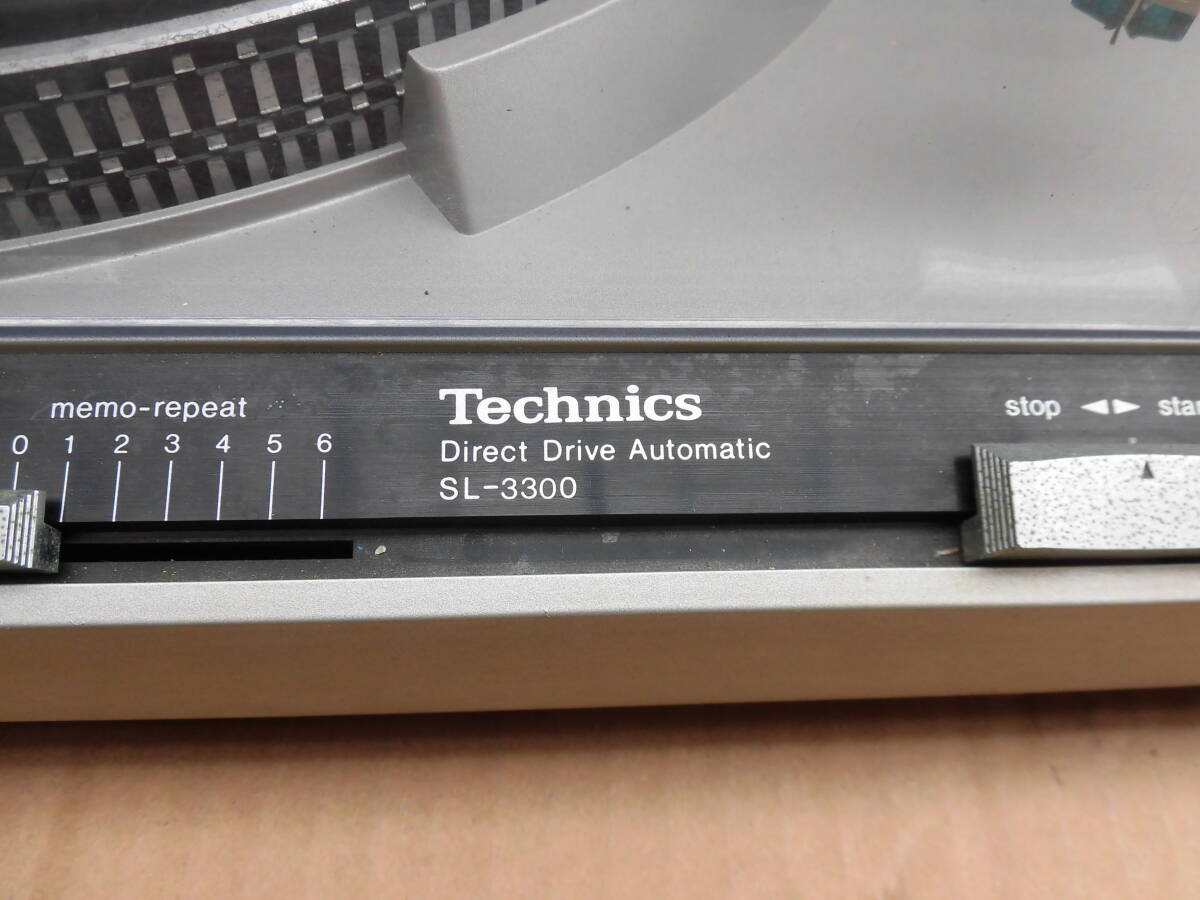 memo-repeat
0 1 2 3 4 5 6
Technics
Direct Drive Automatic
SL-3300
stop